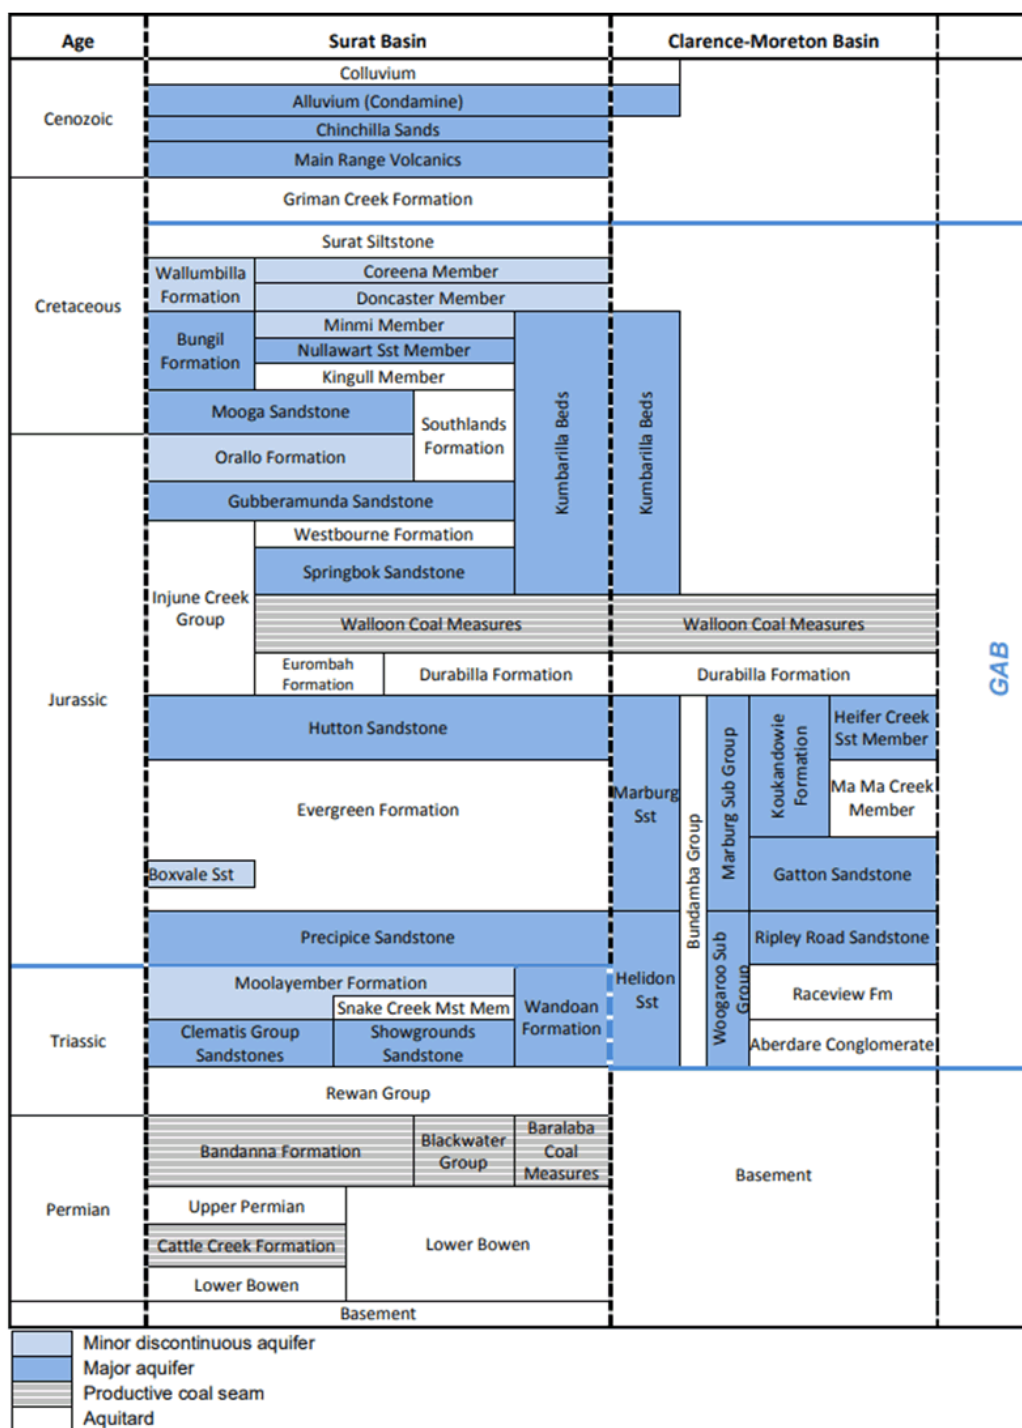 Age
Surat Basin
Clarence-Moreton Basin
Cenozoic
Colluvium
Alluvium (Condamine)
Chinchilla Sands
Main Range Volcanics
Cretaceous
Griman Creek Formation
Surat Siltstone
Wallumbilla
Formation
Coreena Member
Doncaster Member
Bungil
Formation
Minmi Member
Nullawart Sst Member
Kingull Member
Kumbarilla Beds
Kumbarilla Beds
Mooga Sandstone
Southlands
Formation
Jurassic
Orallo Formation
Gubberamunda Sandstone
Injune Creek
Group
Westbourne Formation
Springbok Sandstone
Walloon Coal Measures
Walloon Coal Measures
Eurombah
Formation
Durabilla Formation
Durabilla Formation
GAB
Hutton Sandstone
Marburg
Sst
Bundamba Group
Marburg Sub Group
Koukandowie
Formation
Heifer Creek
Sst Member
Ma Ma Creek
Member
Evergreen Formation
Boxvale Sst
Gatton Sandstone
Precipice Sandstone
Helidon
Sst
Woogaroo Sub
Group
Ripley Road Sandstone
Raceview Fm
Aberdare Conglomerate
Triassic
Moolayember Formation
Snake Creek Mst Mem
Wandoan
Formation
Clematis Group
Sandstones
Showgrounds
Sandstone
Rewan Group
Permian
Bandanna Formation
Blackwater
Group
Baralaba
Coal
Measures
Basement
Upper Permian
Cattle Creek Formation
Lower Bowen
Lower Bowen
Basement
Minor discontinuous aquifer
Major aquifer
Productive coal seam
Aquitard